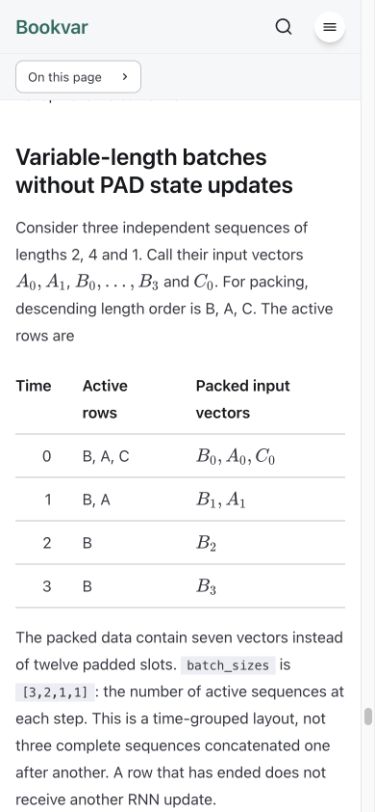 Bookvar
On this page
Variable-length batches
without PAD state updates
Consider three independent sequences of
lengths 2, 4 and 1. Call their input vectors
A₀, A₁, B₀, . . . , B₃ and C₀. For packing,
descending length order is B, A, C. The active
rows are
Time Active rows Packed input vectors
0 B, A, C B₀, A₀, C₀
1 B, A B₁, A₁
2 B B₂
3 B B₃
The packed data contain seven vectors instead
of twelve padded slots. batch_sizes is
[3,2,1,1] : the number of active sequences at
each step. This is a time-grouped layout, not
three complete sequences concatenated one
after another. A row that has ended does not
receive another RNN update.